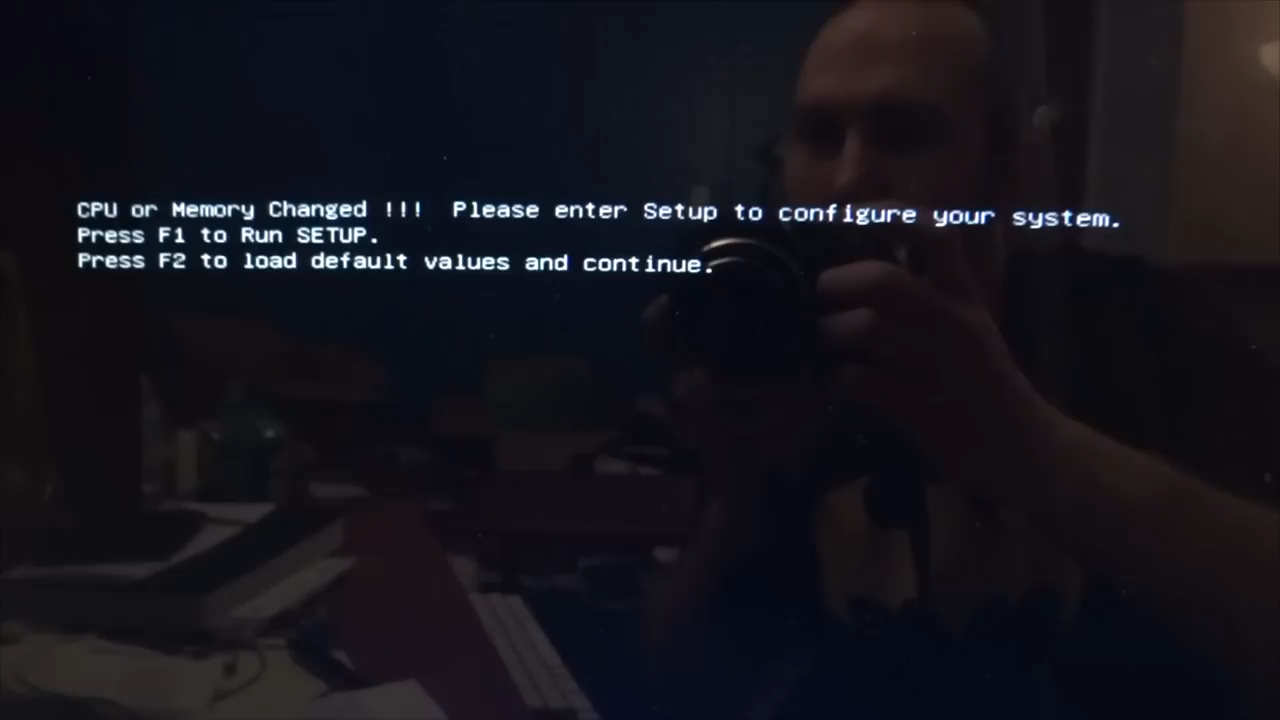 CPU or Memory Changed !!!  Please enter Setup to configure your system.
Press F1 to Run SETUP.
Press F2 to load default values and continue.